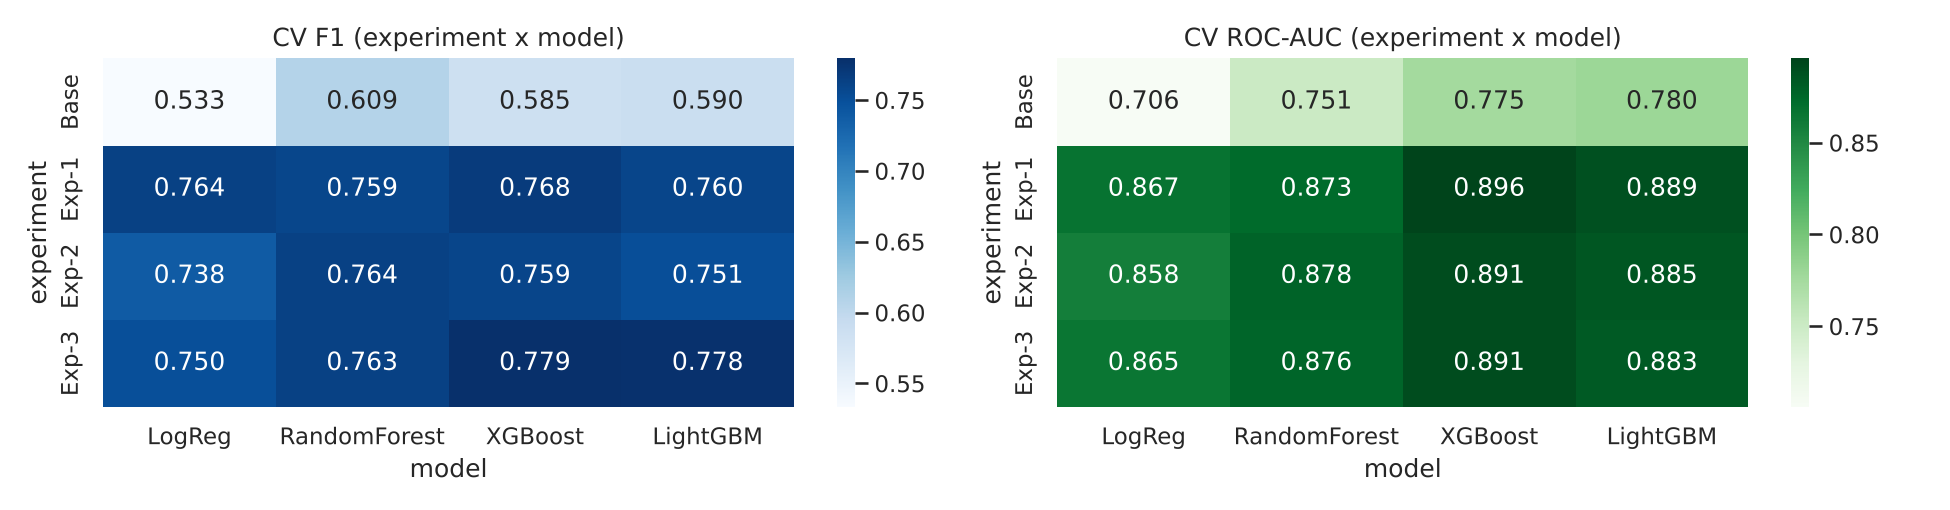 CV F1 (experiment x model)
experiment
Base
0.533 0.609 0.585 0.590
Exp-1
0.764 0.759 0.768 0.760
Exp-2
0.738 0.764 0.759 0.751
Exp-3
0.750 0.763 0.779 0.778
LogReg RandomForest XGBoost LightGBM
model
0.75
0.70
0.65
0.60
0.55
CV ROC-AUC (experiment x model)
experiment
Base
0.706 0.751 0.775 0.780
Exp-1
0.867 0.873 0.896 0.889
Exp-2
0.858 0.878 0.891 0.885
Exp-3
0.865 0.876 0.891 0.883
LogReg RandomForest XGBoost LightGBM
model
0.85
0.80
0.75